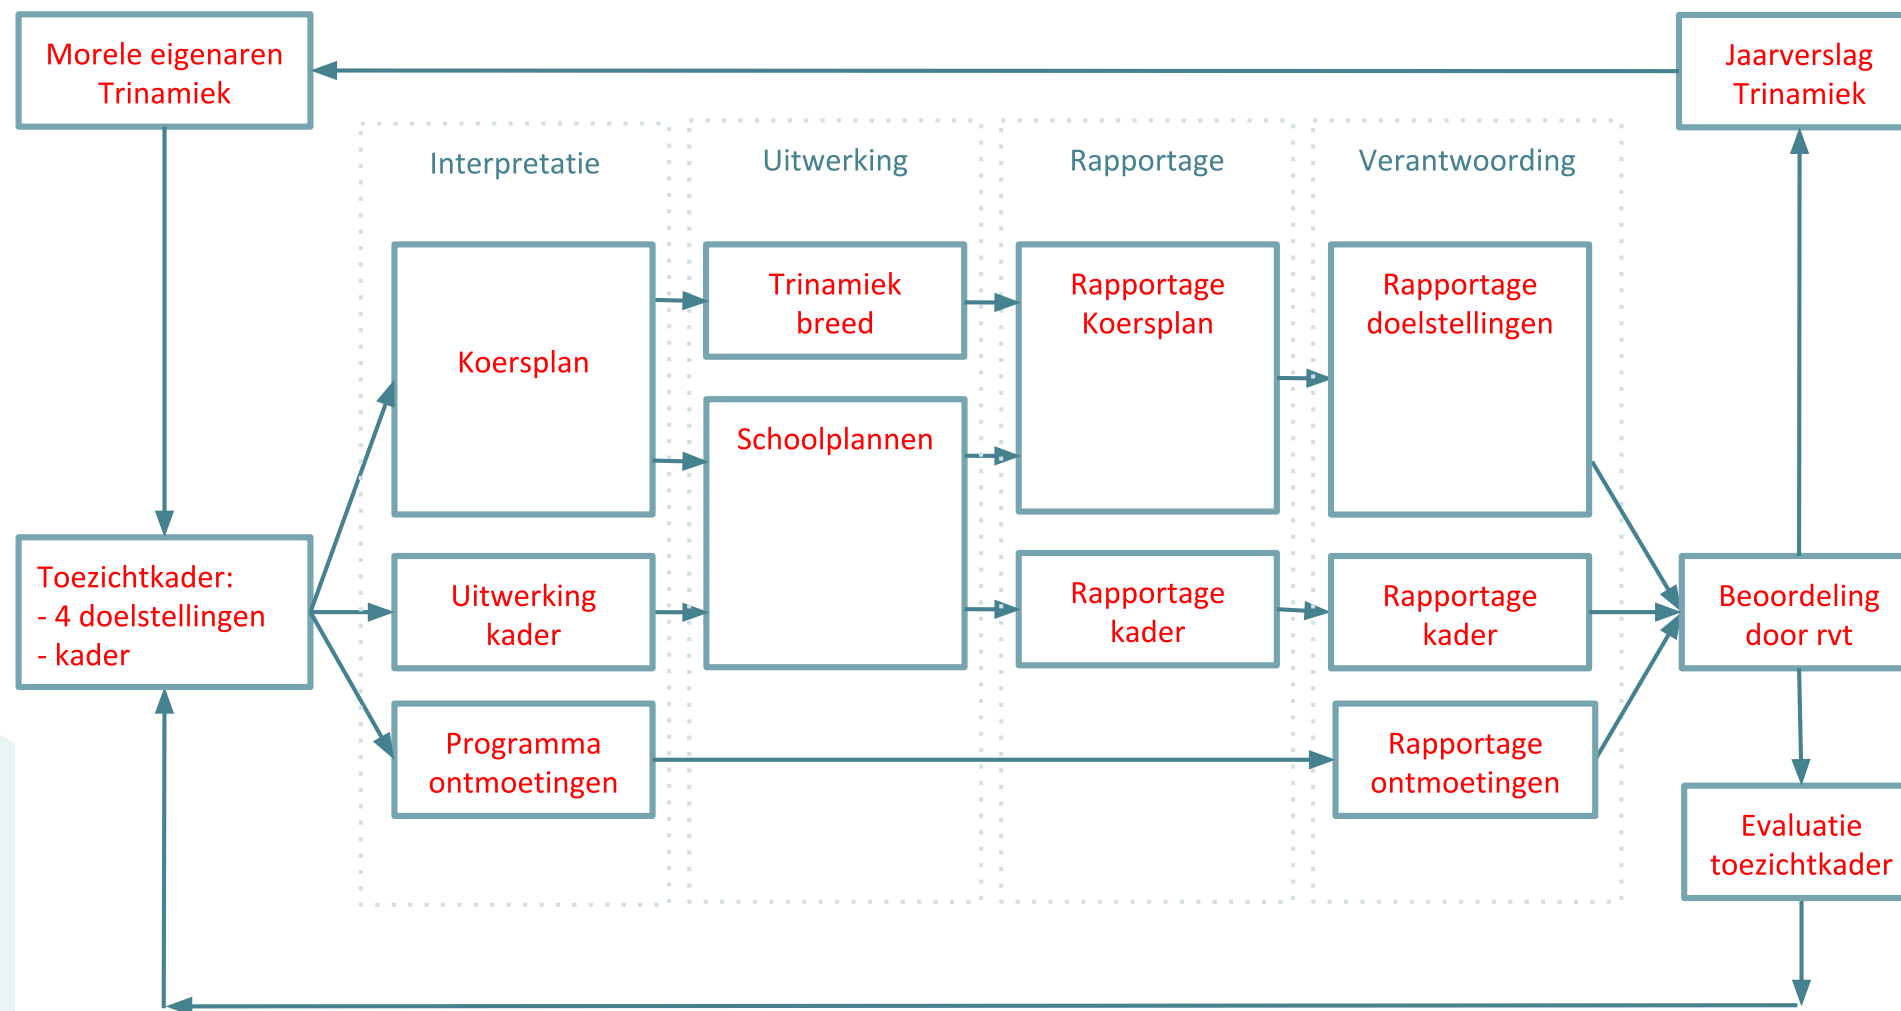 Morele eigenaren
Trinamiek
Jaarverslag
Trinamiek
Interpretatie
Uitwerking
Rapportage
Verantwoording
Koersplan
Trinamiek
breed
Rapportage
Koersplan
Rapportage
doelstellingen
Schoolplannen
Toezichtkader:
- 4 doelstellingen
- kader
Uitwerking
kader
Rapportage
kader
Rapportage
kader
Beoordeling
door rvt
Programma
ontmoetingen
Rapportage
ontmoetingen
Evaluatie
toezichtkader